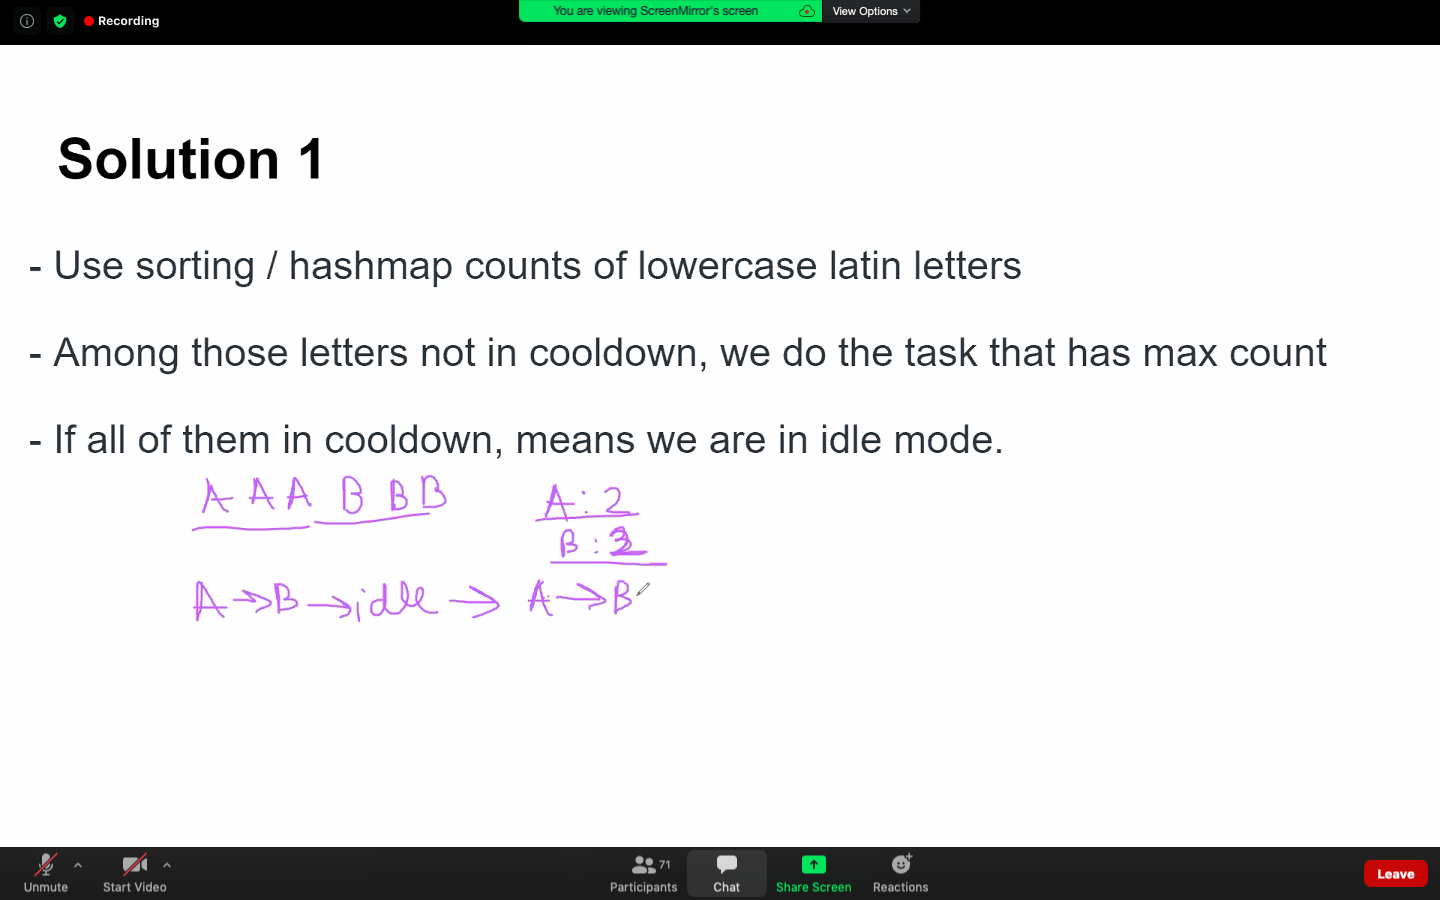 Recording
You are viewing ScreenMirror's screen
View Options
Solution 1
- Use sorting / hashmap counts of lowercase latin letters
- Among those letters not in cooldown, we do the task that has max count
- If all of them in cooldown, means we are in idle mode.
A A A B B B
A : 2
B : 2
A → B → idle → A → B
Unmute
Start Video
71
Participants
Chat
Share Screen
Reactions
Leave